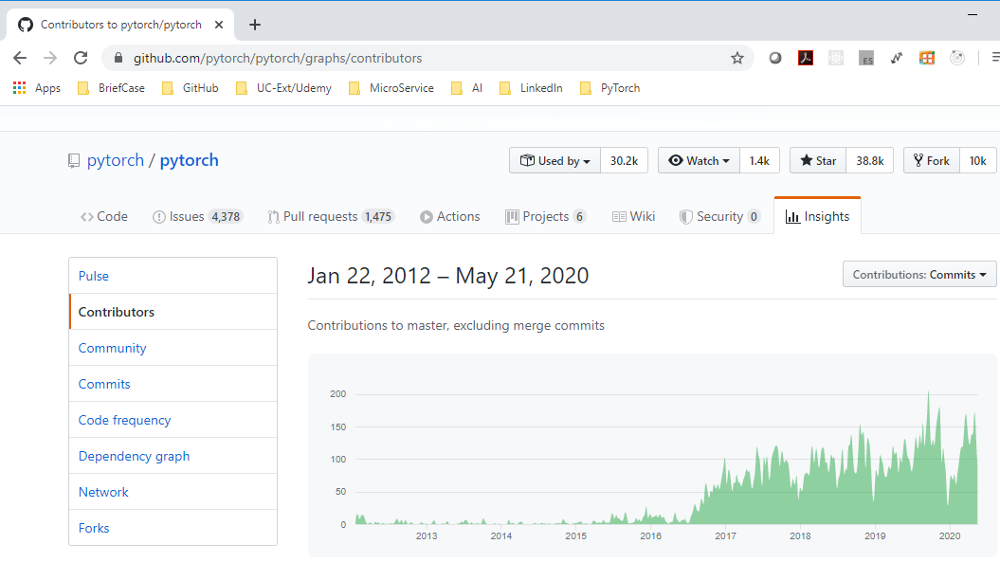 Contributors to pytorch/pytorch
github.com/pytorch/pytorch/graphs/contributors
ES
Apps BriefCase GitHub UC-Ext/Udemy MicroService AI LinkedIn PyTorch
pytorch / pytorch Used by 30.2k Watch 1.4k Star 38.8k Fork 10k
Code Issues 4,378 Pull requests 1,475 Actions Projects 6 Wiki Security 0 Insights
Pulse
Contributors
Community
Commits
Code frequency
Dependency graph
Network
Forks
Jan 22, 2012 – May 21, 2020 Contributions: Commits
Contributions to master, excluding merge commits
200
150
100
50
0
2013 2014 2015 2016 2017 2018 2019 2020